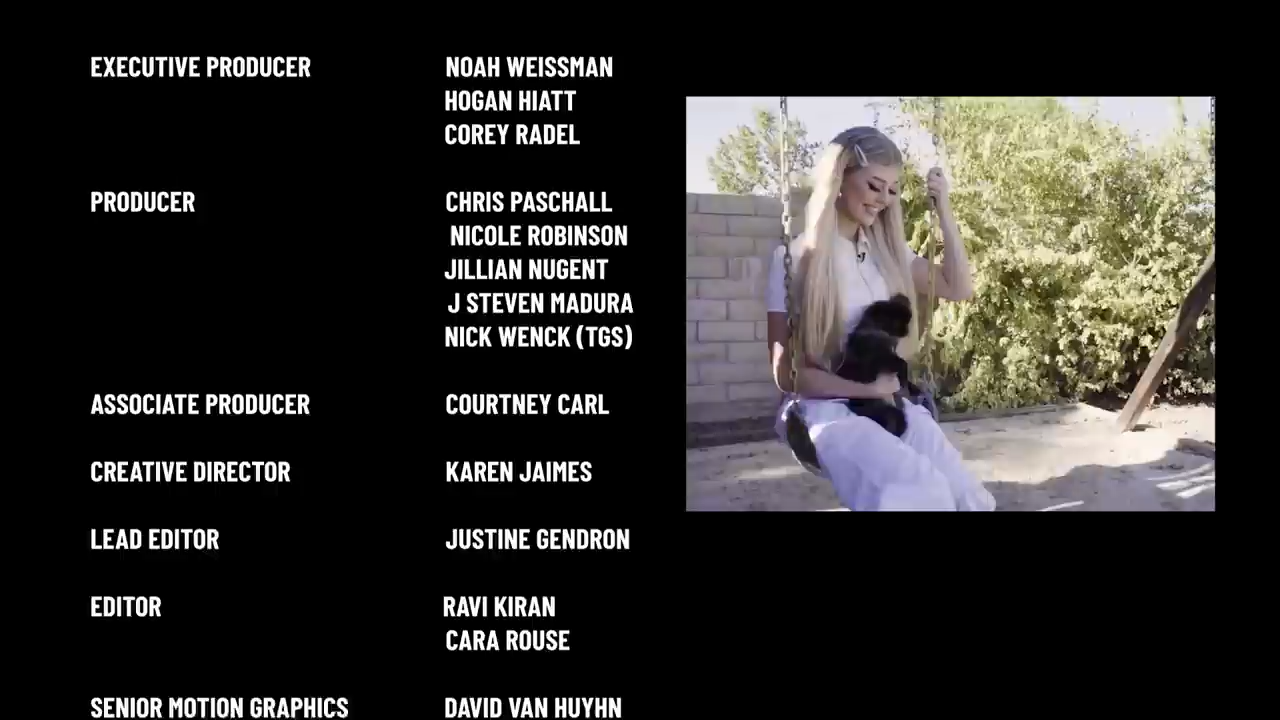 EXECUTIVE PRODUCER NOAH WEISSMAN
HOGAN HIATT
COREY RADEL
PRODUCER CHRIS PASCHALL
NICOLE ROBINSON
JILLIAN NUGENT
J STEVEN MADURA
NICK WENCK (TGS)
ASSOCIATE PRODUCER COURTNEY CARL
CREATIVE DIRECTOR KAREN JAIMES
LEAD EDITOR JUSTINE GENDRON
EDITOR RAVI KIRAN
CARA ROUSE
SENIOR MOTION GRAPHICS DAVID VAN HUYHN